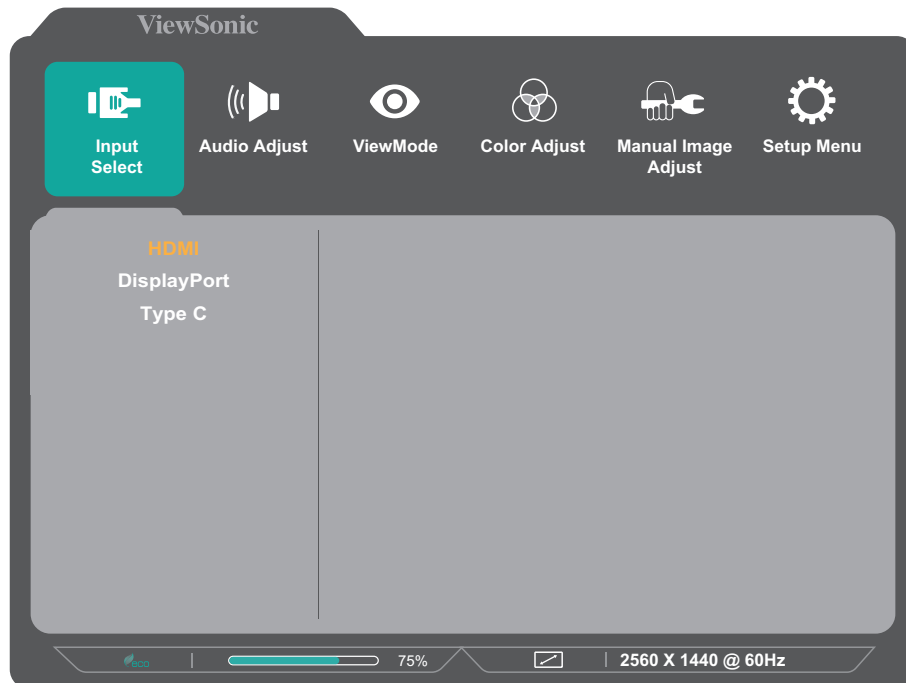 ViewSonic
Input
Select
Audio Adjust
ViewMode
Color Adjust
Manual Image
Adjust
Setup Menu
HDMI
DisplayPort
Type C
eco
75%
2560 X 1440 @ 60Hz